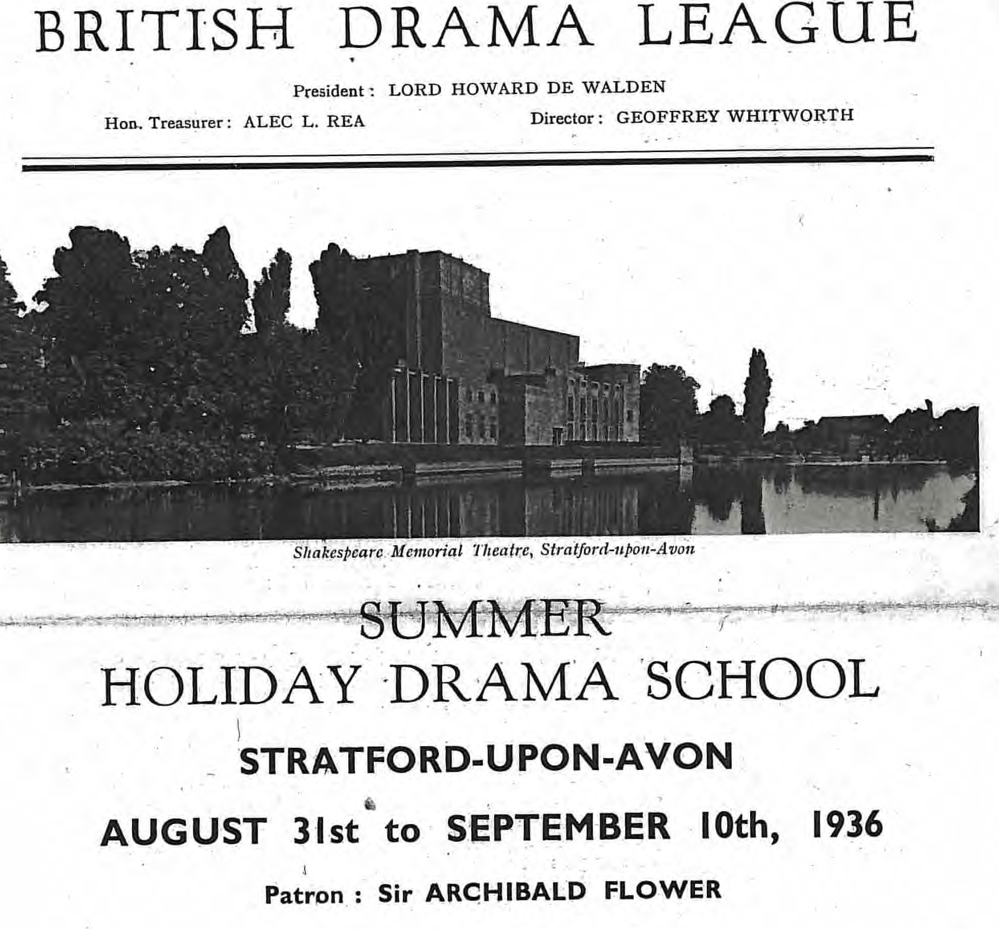 BRITISH DRAMA LEAGUE
President : LORD HOWARD DE WALDEN
Hon. Treasurer : ALEC L. REA Director : GEOFFREY WHITWORTH
Shakespeare Memorial Theatre, Stratford-upon-Avon
SUMMER
HOLIDAY DRAMA SCHOOL
STRATFORD-UPON-AVON
AUGUST 31st to SEPTEMBER 10th, 1936
Patron : Sir ARCHIBALD FLOWER